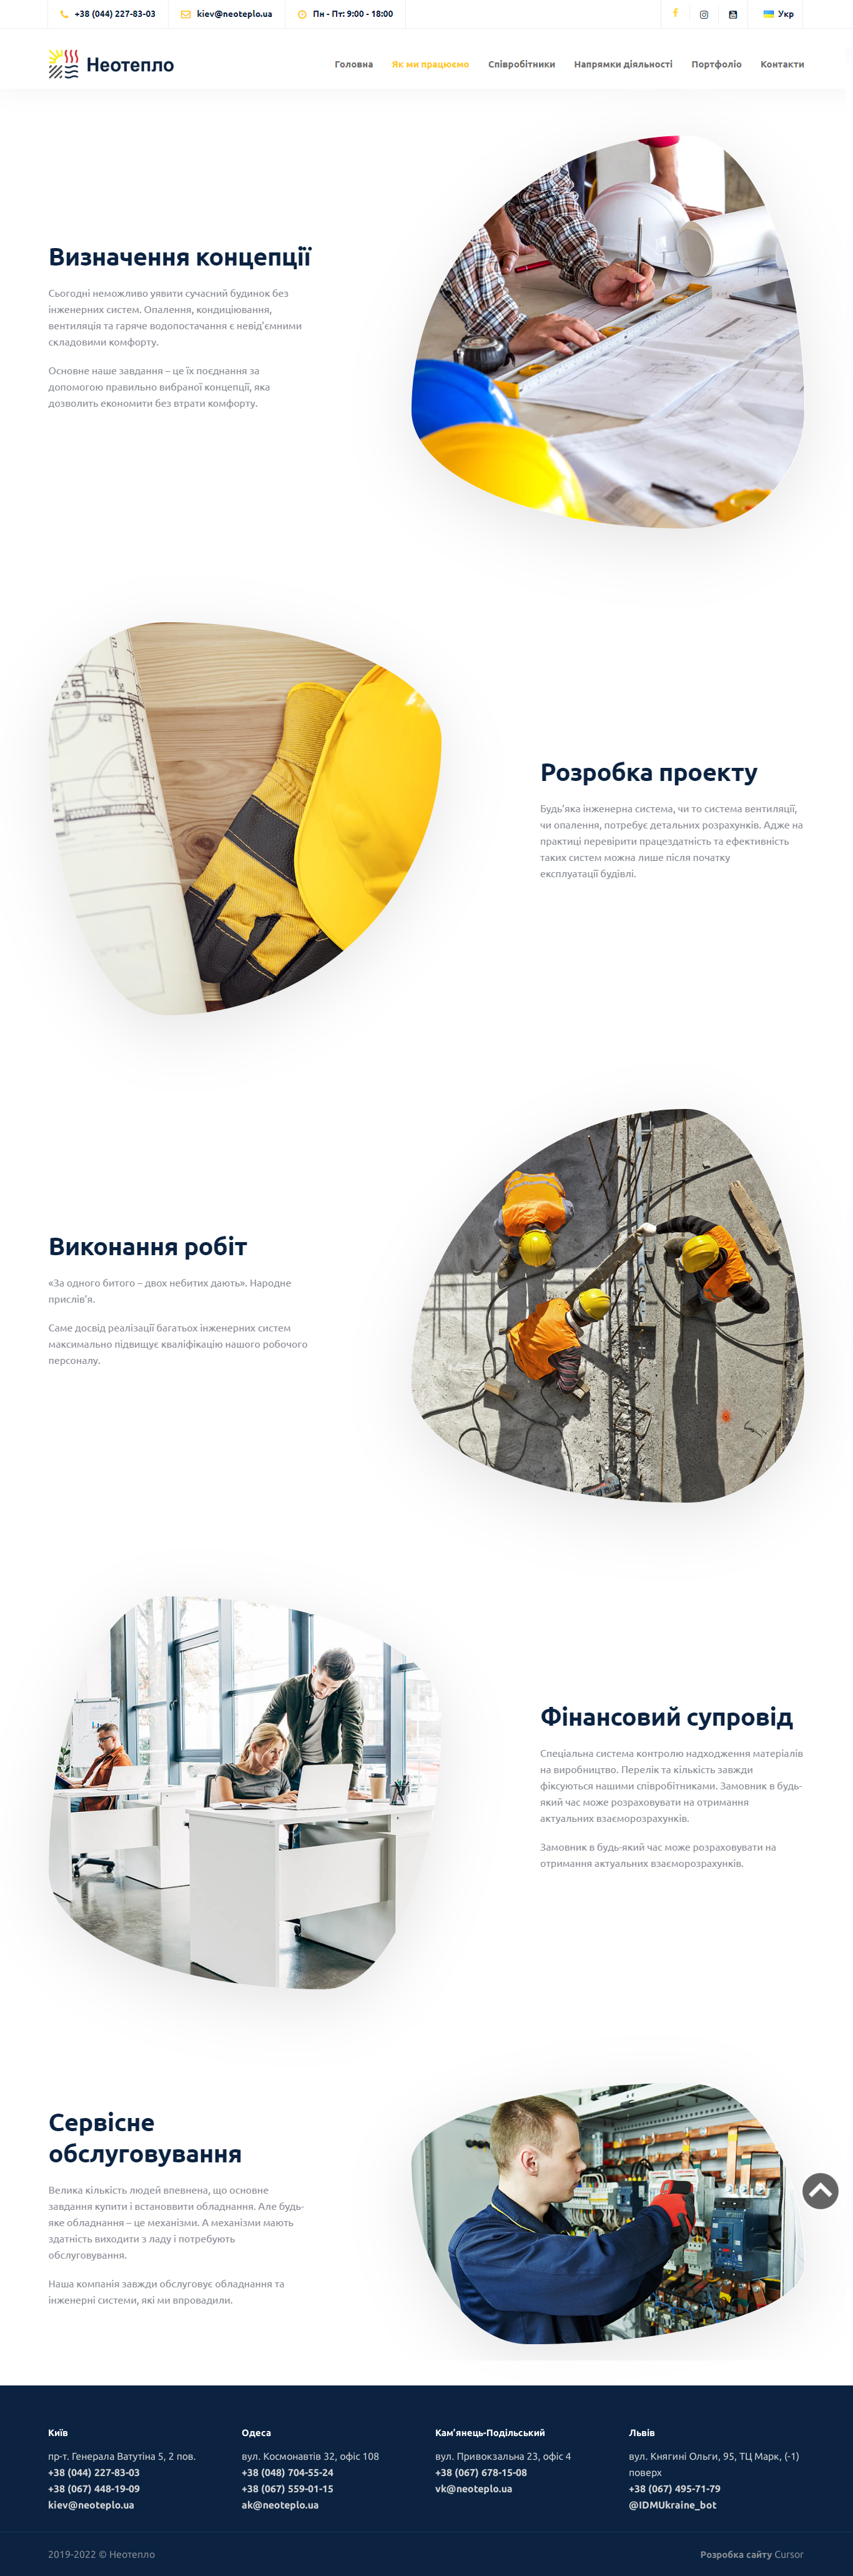 +38 (044) 227-83-03
kiev@neoteplo.ua
Пн - Пт: 9:00 - 18:00
Укр
Неотепло
Головна
Як ми працюємо
Співробітники
Напрямки діяльності
Портфоліо
Контакти
Визначення концепції
Сьогодні неможливо уявити сучасний будинок без
інженерних систем. Опалення, кондиціювання,
вентиляція та гаряче водопостачання є невід’ємними
складовими комфорту.
Основне наше завдання – це їх поєднання за
допомогою правильно вибраної концепції, яка
дозволить економити без втрати комфорту.
Розробка проекту
Будь’яка інженерна система, чи то система вентиляції,
чи опалення, потребує детальних розрахунків. Адже на
практиці перевірити працездатність та ефективність
таких систем можна лише після початку
експлуатації будівлі.
Виконання робіт
«За одного битого – двох небитих дають». Народне
прислів’я.
Саме досвід реалізації багатьох інженерних систем
максимально підвищує кваліфікацію нашого робочого
персоналу.
Фінансовий супровід
Спеціальна система контролю надходження матеріалів
на виробництво. Перелік та кількість завжди
фіксуються нашими співробітниками. Замовник в будь-
який час може розраховувати на отримання
актуальних взаєморозрахунків.
Замовник в будь-який час може розраховувати на
отримання актуальних взаєморозрахунків.
Сервісне
обслуговування
Велика кількість людей впевнена, що основне
завдання купити і встановвити обладнання. Але будь-
яке обладнання – це механізми. А механізми мають
здатність виходити з ладу і потребують
обслуговування.
Наша компанія завжди обслуговує обладнання та
інженерні системи, які ми впровадили.
Київ
пр-т. Генерала Ватутіна 5, 2 пов.
+38 (044) 227-83-03
+38 (067) 448-19-09
kiev@neoteplo.ua
Одеса
вул. Космонавтів 32, офіс 108
+38 (048) 704-55-24
+38 (067) 559-01-15
ak@neoteplo.ua
Кам’янець-Подільський
вул. Привокзальна 23, офіс 4
+38 (067) 678-15-08
vk@neoteplo.ua
Львів
вул. Княгині Ольги, 95, ТЦ Марк, (-1)
поверх
+38 (067) 495-71-79
@IDMUkraine_bot
2019-2022 © Неотепло
Розробка сайту Cursor